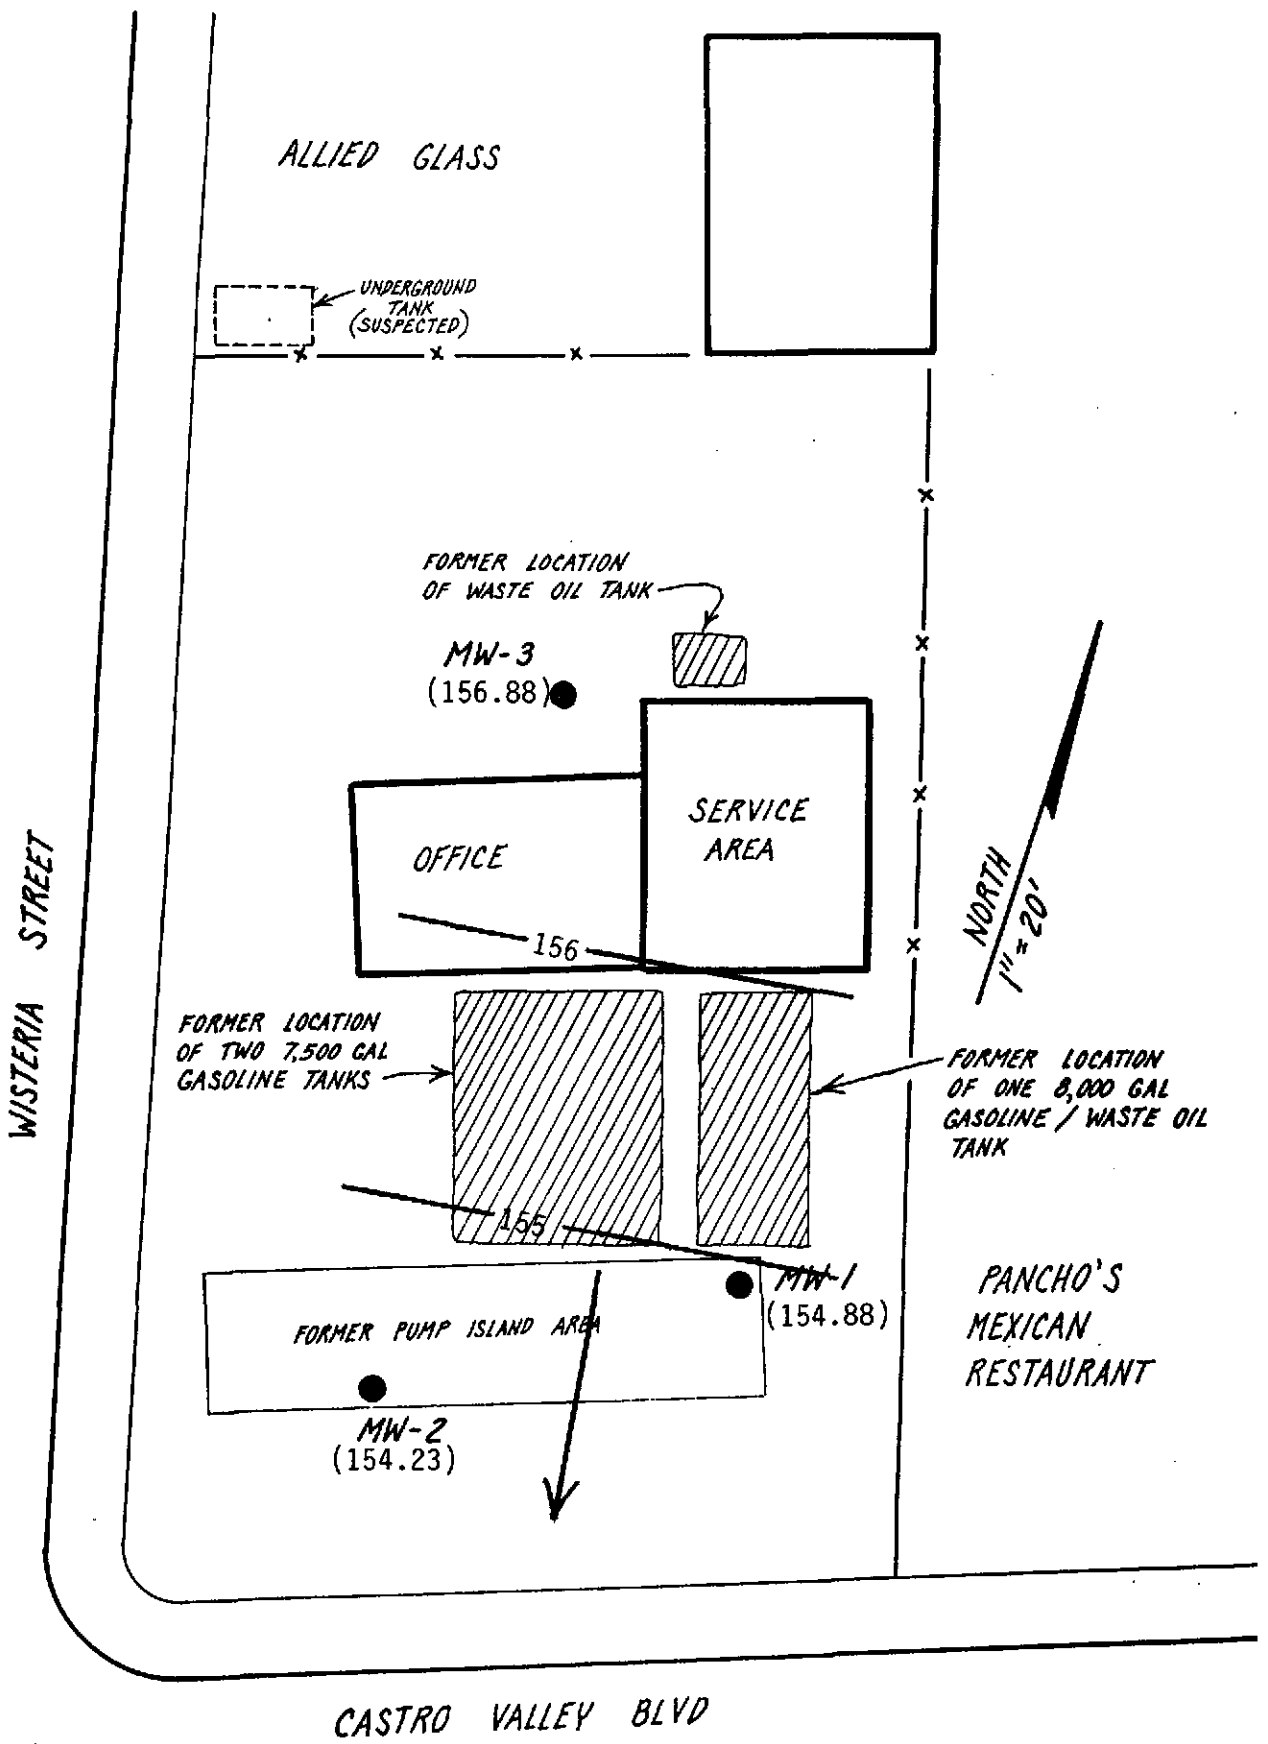 ALLIED GLASS
UNDERGROUND
TANK
(SUSPECTED)
FORMER LOCATION
OF WASTE OIL TANK
MW-3
(156.88)
SERVICE
AREA
OFFICE
156
NORTH
1" = 20'
WISTERIA STREET
FORMER LOCATION
OF TWO 7,500 GAL
GASOLINE TANKS
FORMER LOCATION
OF ONE 8,000 GAL
GASOLINE / WASTE OIL
TANK
155
MW-1
(154.88)
FORMER PUMP ISLAND AREA
MW-2
(154.23)
PANCHO'S
MEXICAN
RESTAURANT
CASTRO VALLEY BLVD